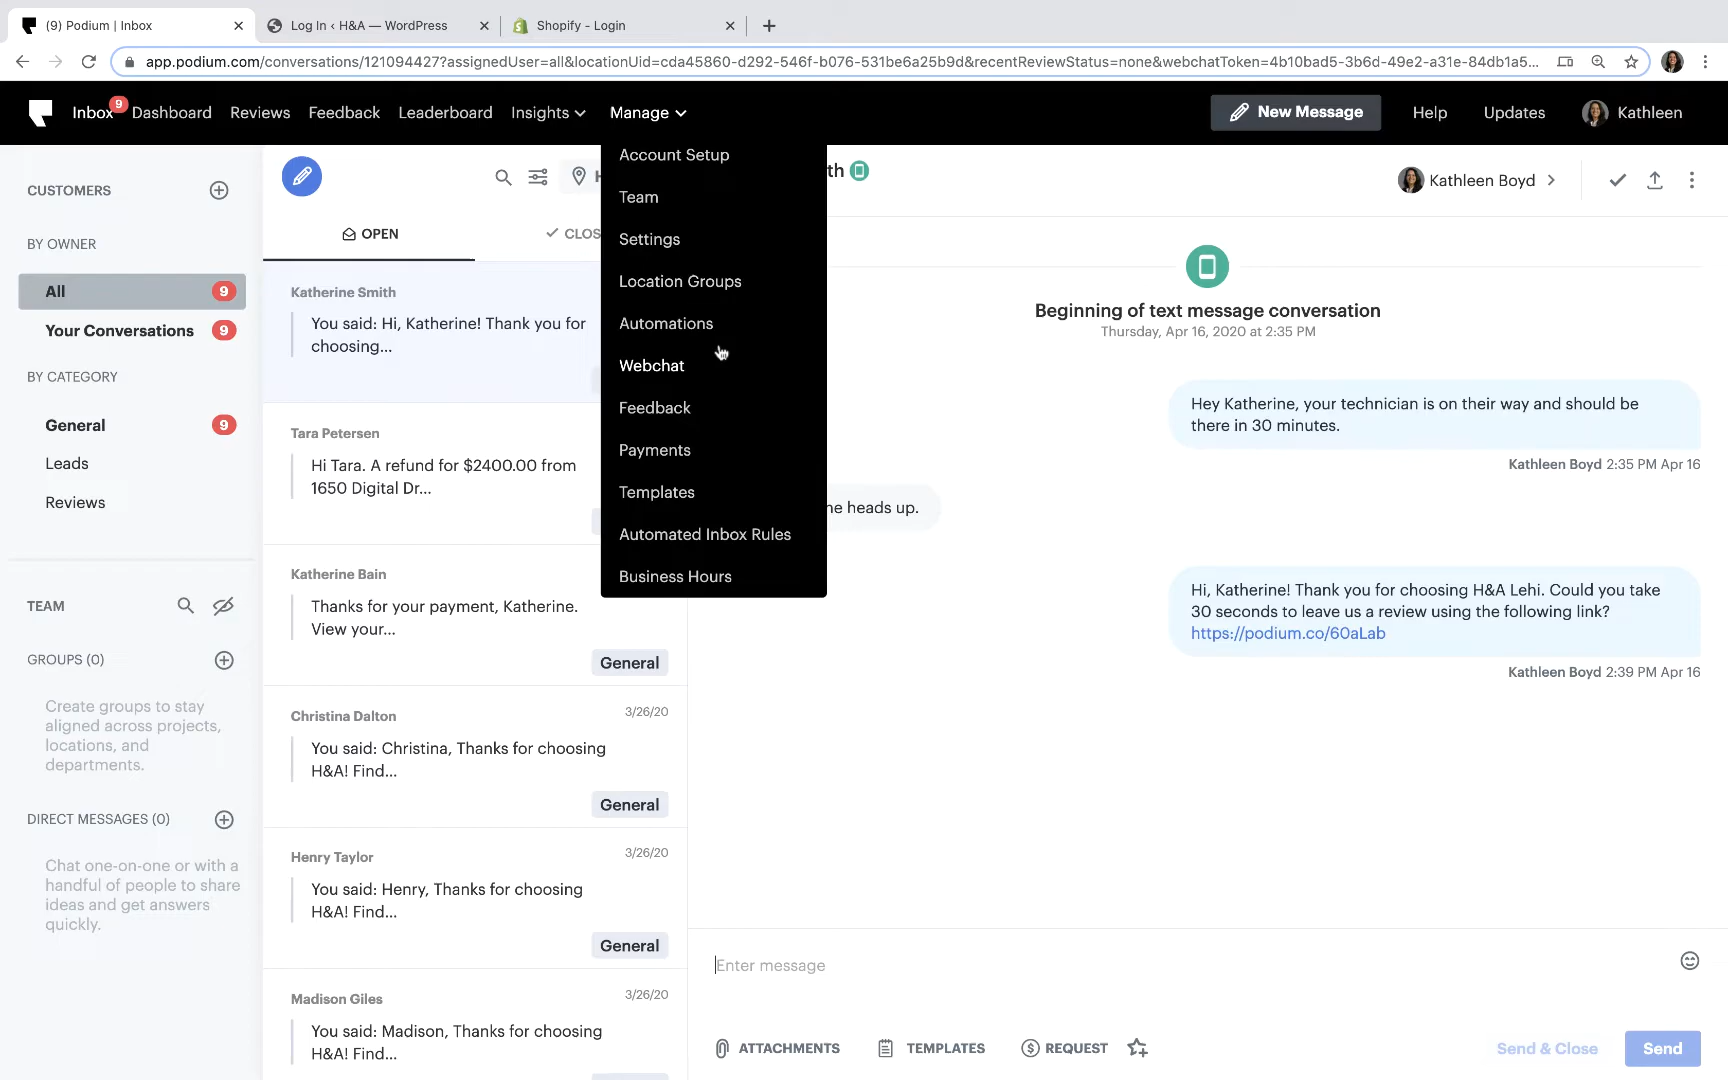 (9) Podium | Inbox
Log In ‹ H&A — WordPress
Shopify - Login
app.podium.com/conversations/121094427?assignedUser=all&locationUid=cda45860-d292-546f-b076-531be6a25b9d&recentReviewStatus=none&webchatToken=4b10bad5-3b6d-49e2-a31e-84db1a5...
Inbox 9 Dashboard Reviews Feedback Leaderboard Insights Manage New Message Help Updates Kathleen
CUSTOMERS
BY OWNER
All 9
Your Conversations 9
BY CATEGORY
General 9
Leads
Reviews
TEAM
GROUPS (0)
Create groups to stay
aligned across projects,
locations, and
departments.
DIRECT MESSAGES (0)
Chat one-on-one or with a
handful of people to share
ideas and get answers
quickly.
OPEN
CLOS
Katherine Smith
You said: Hi, Katherine! Thank you for
choosing...
Tara Petersen
Hi Tara. A refund for $2400.00 from
1650 Digital Dr...
Katherine Bain
Thanks for your payment, Katherine.
View your...
General
Christina Dalton 3/26/20
You said: Christina, Thanks for choosing
H&A! Find...
General
Henry Taylor 3/26/20
You said: Henry, Thanks for choosing
H&A! Find...
General
Madison Giles 3/26/20
You said: Madison, Thanks for choosing
H&A! Find...
Account Setup
Team
Settings
Location Groups
Automations
Webchat
Feedback
Payments
Templates
Automated Inbox Rules
Business Hours
th
Kathleen Boyd
Beginning of text message conversation
Thursday, Apr 16, 2020 at 2:35 PM
Hey Katherine, your technician is on their way and should be
there in 30 minutes.
Kathleen Boyd 2:35 PM Apr 16
he heads up.
Hi, Katherine! Thank you for choosing H&A Lehi. Could you take
30 seconds to leave us a review using the following link?
https://podium.co/60aLab
Kathleen Boyd 2:39 PM Apr 16
Enter message
ATTACHMENTS TEMPLATES REQUEST
Send & Close Send